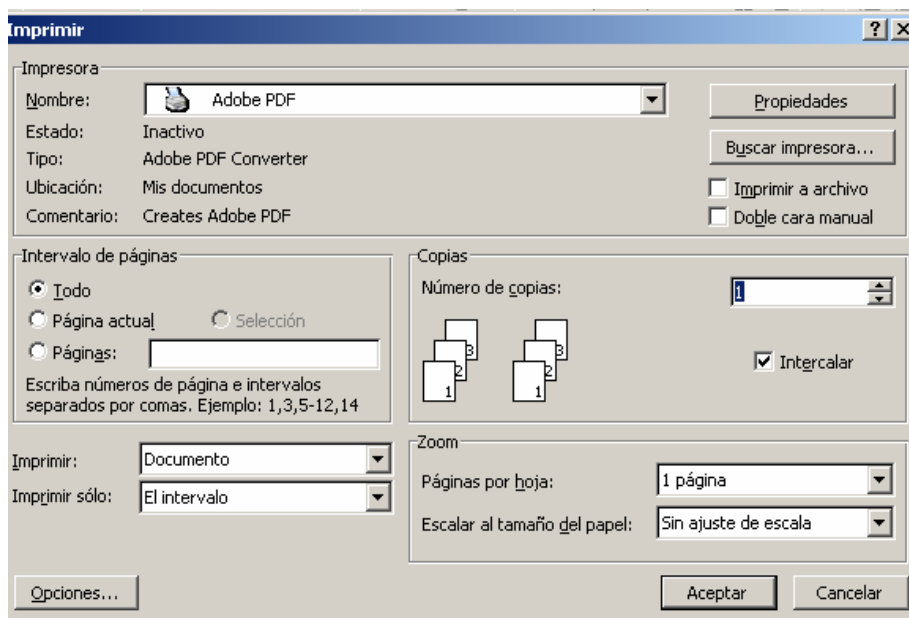 Imprimir
Impresora
Nombre: Adobe PDF Propiedades
Estado: Inactivo
Tipo: Adobe PDF Converter Buscar impresora...
Ubicación: Mis documentos Imprimir a archivo
Comentario: Creates Adobe PDF Doble cara manual
Intervalo de páginas
Todo
Página actual Selección
Páginas:
Escriba números de página e intervalos
separados por comas. Ejemplo: 1,3,5-12,14
Copias
Número de copias: 1
3 3
2 2
1 1
Intercalar
Imprimir: Documento
Imprimir sólo: El intervalo
Zoom
Páginas por hoja: 1 página
Escalar al tamaño del papel: Sin ajuste de escala
Opciones... Aceptar Cancelar